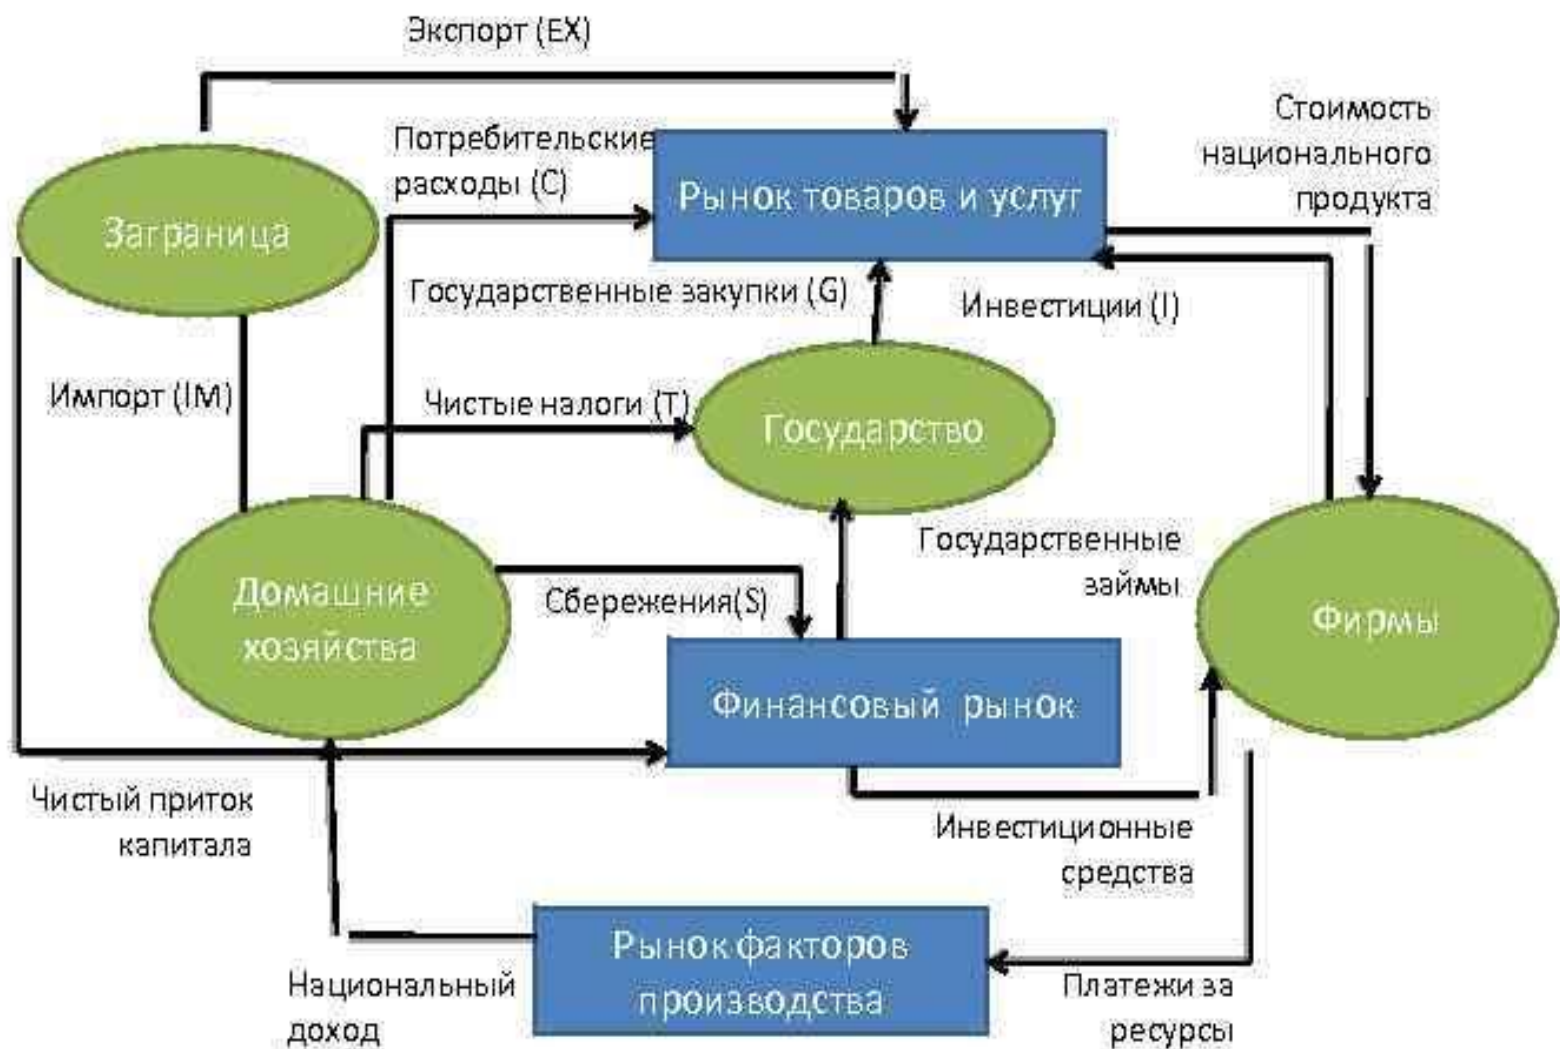 Экспорт (EX)
Стоимость
национального
продукта
Потребительские
расходы (C)
Рынок товаров и услуг
Заграница
Государственные закупки (G)
Инвестиции (I)
Импорт (IM)
Чистые налоги (T)
Государство
Государственные
займы
Домашние
хозяйства
Сбережения(S)
Фирмы
Финансовый рынок
Чистый приток
капитала
Инвестиционные
средства
Рынок факторов
производства
Национальный
доход
Платежи за
ресурсы